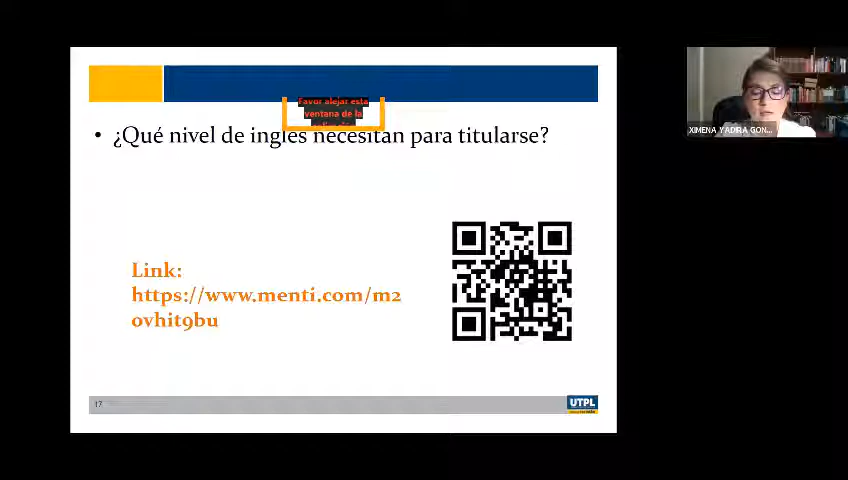 Favor alejar esta
ventana de la
• ¿Qué nivel de inglés necesitan para titularse?
XIMENA YADIRA GON...
Link:
https://www.menti.com/m2
ovhit9bu
17
UTPL